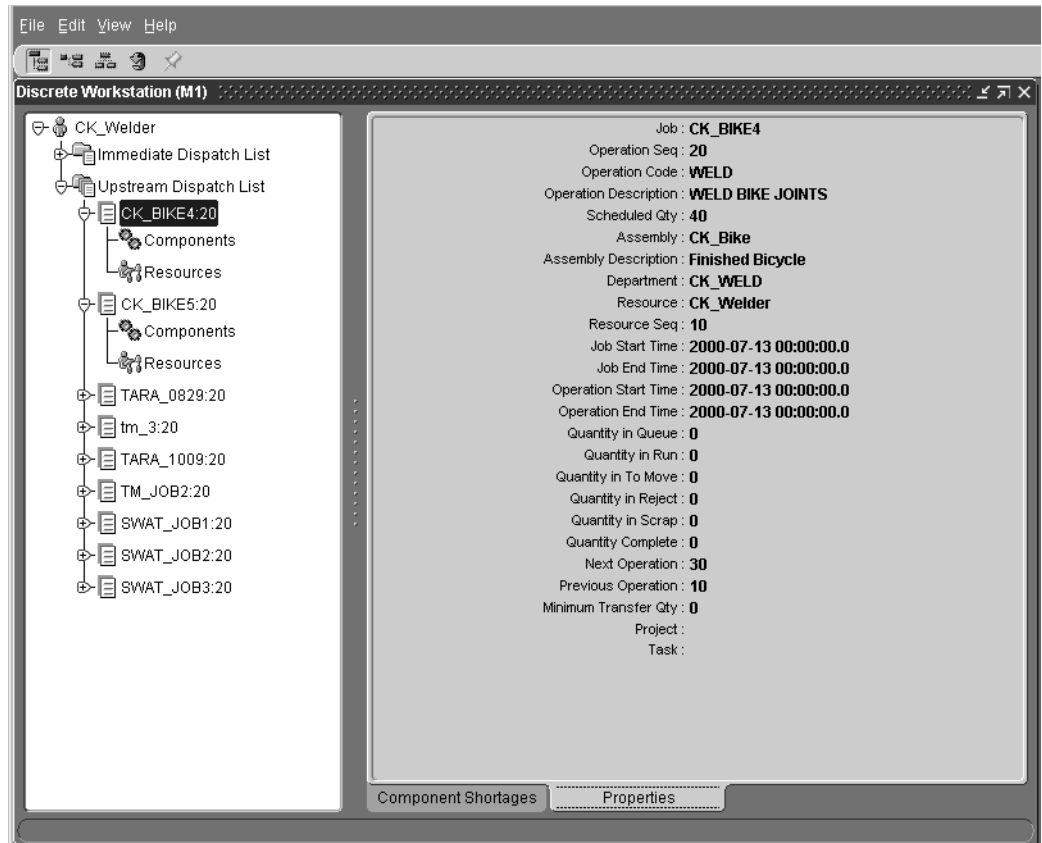 File Edit View Help
Discrete Workstation (M1)
CK_Welder
Immediate Dispatch List
Upstream Dispatch List
CK_BIKE4:20
Components
Resources
CK_BIKE5:20
Components
Resources
TARA_0829:20
tm_3:20
TARA_1009:20
TM_JOB2:20
SWAT_JOB1:20
SWAT_JOB2:20
SWAT_JOB3:20
Job : CK_BIKE4
Operation Seq : 20
Operation Code : WELD
Operation Description : WELD BIKE JOINTS
Scheduled Qty : 40
Assembly : CK_Bike
Assembly Description : Finished Bicycle
Department : CK_WELD
Resource : CK_Welder
Resource Seq : 10
Job Start Time : 2000-07-13 00:00:00.0
Job End Time : 2000-07-13 00:00:00.0
Operation Start Time : 2000-07-13 00:00:00.0
Operation End Time : 2000-07-13 00:00:00.0
Quantity in Queue : 0
Quantity in Run : 0
Quantity in To Move : 0
Quantity in Reject : 0
Quantity in Scrap : 0
Quantity Complete : 0
Next Operation : 30
Previous Operation : 10
Minimum Transfer Qty : 0
Project :
Task :
Component Shortages Properties